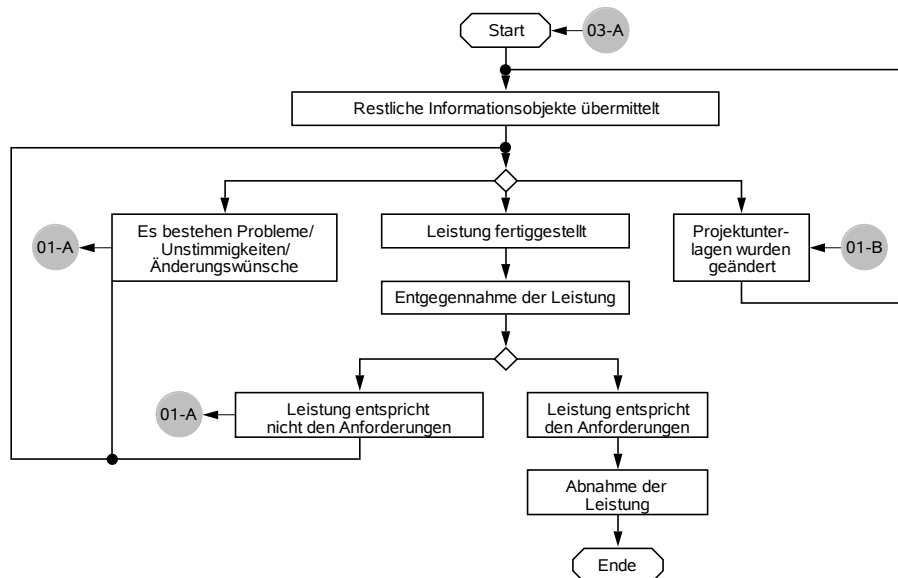 Start
03-A
Restliche Informationsobjekte übermittelt
Es bestehen Probleme/
Unstimmigkeiten/
Änderungswünsche
01-A
Leistung fertiggestellt
Projektunter-
lagen wurden
geändert
01-B
Entgegennahme der Leistung
01-A
Leistung entspricht
nicht den Anforderungen
Leistung entspricht
den Anforderungen
Abnahme der
Leistung
Ende